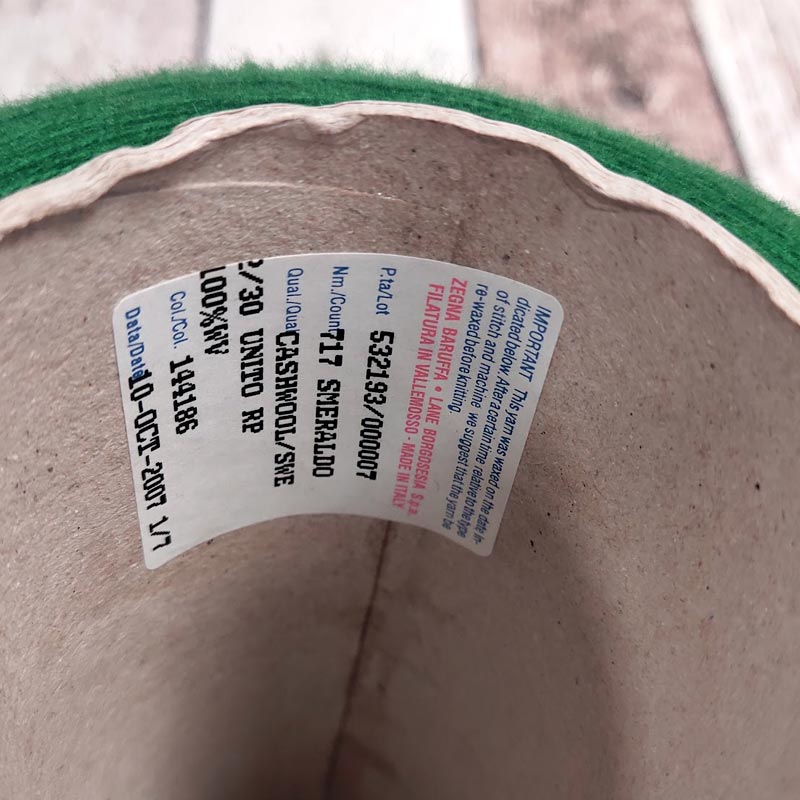 IMPORTANT This yarn was waxed on the date in-
dicated below. After a certain time relative to the type
of stitch and machine we suggest that the yarn be
re-waxed before knitting.
ZEGNA BARUFFA • LANE BORGOSESIA S.p.a.
FILATURA IN VALLEMOSSO - MADE IN ITALY
P.ta/Lot 532193/000007
Nm./Count 717 SMERALDO
Qual./Qual CASHWOOL/SWE
2/30 UNITO RP
100%WV
Col./Col. 144186
Data/Date 10-OCT-2007 1/7